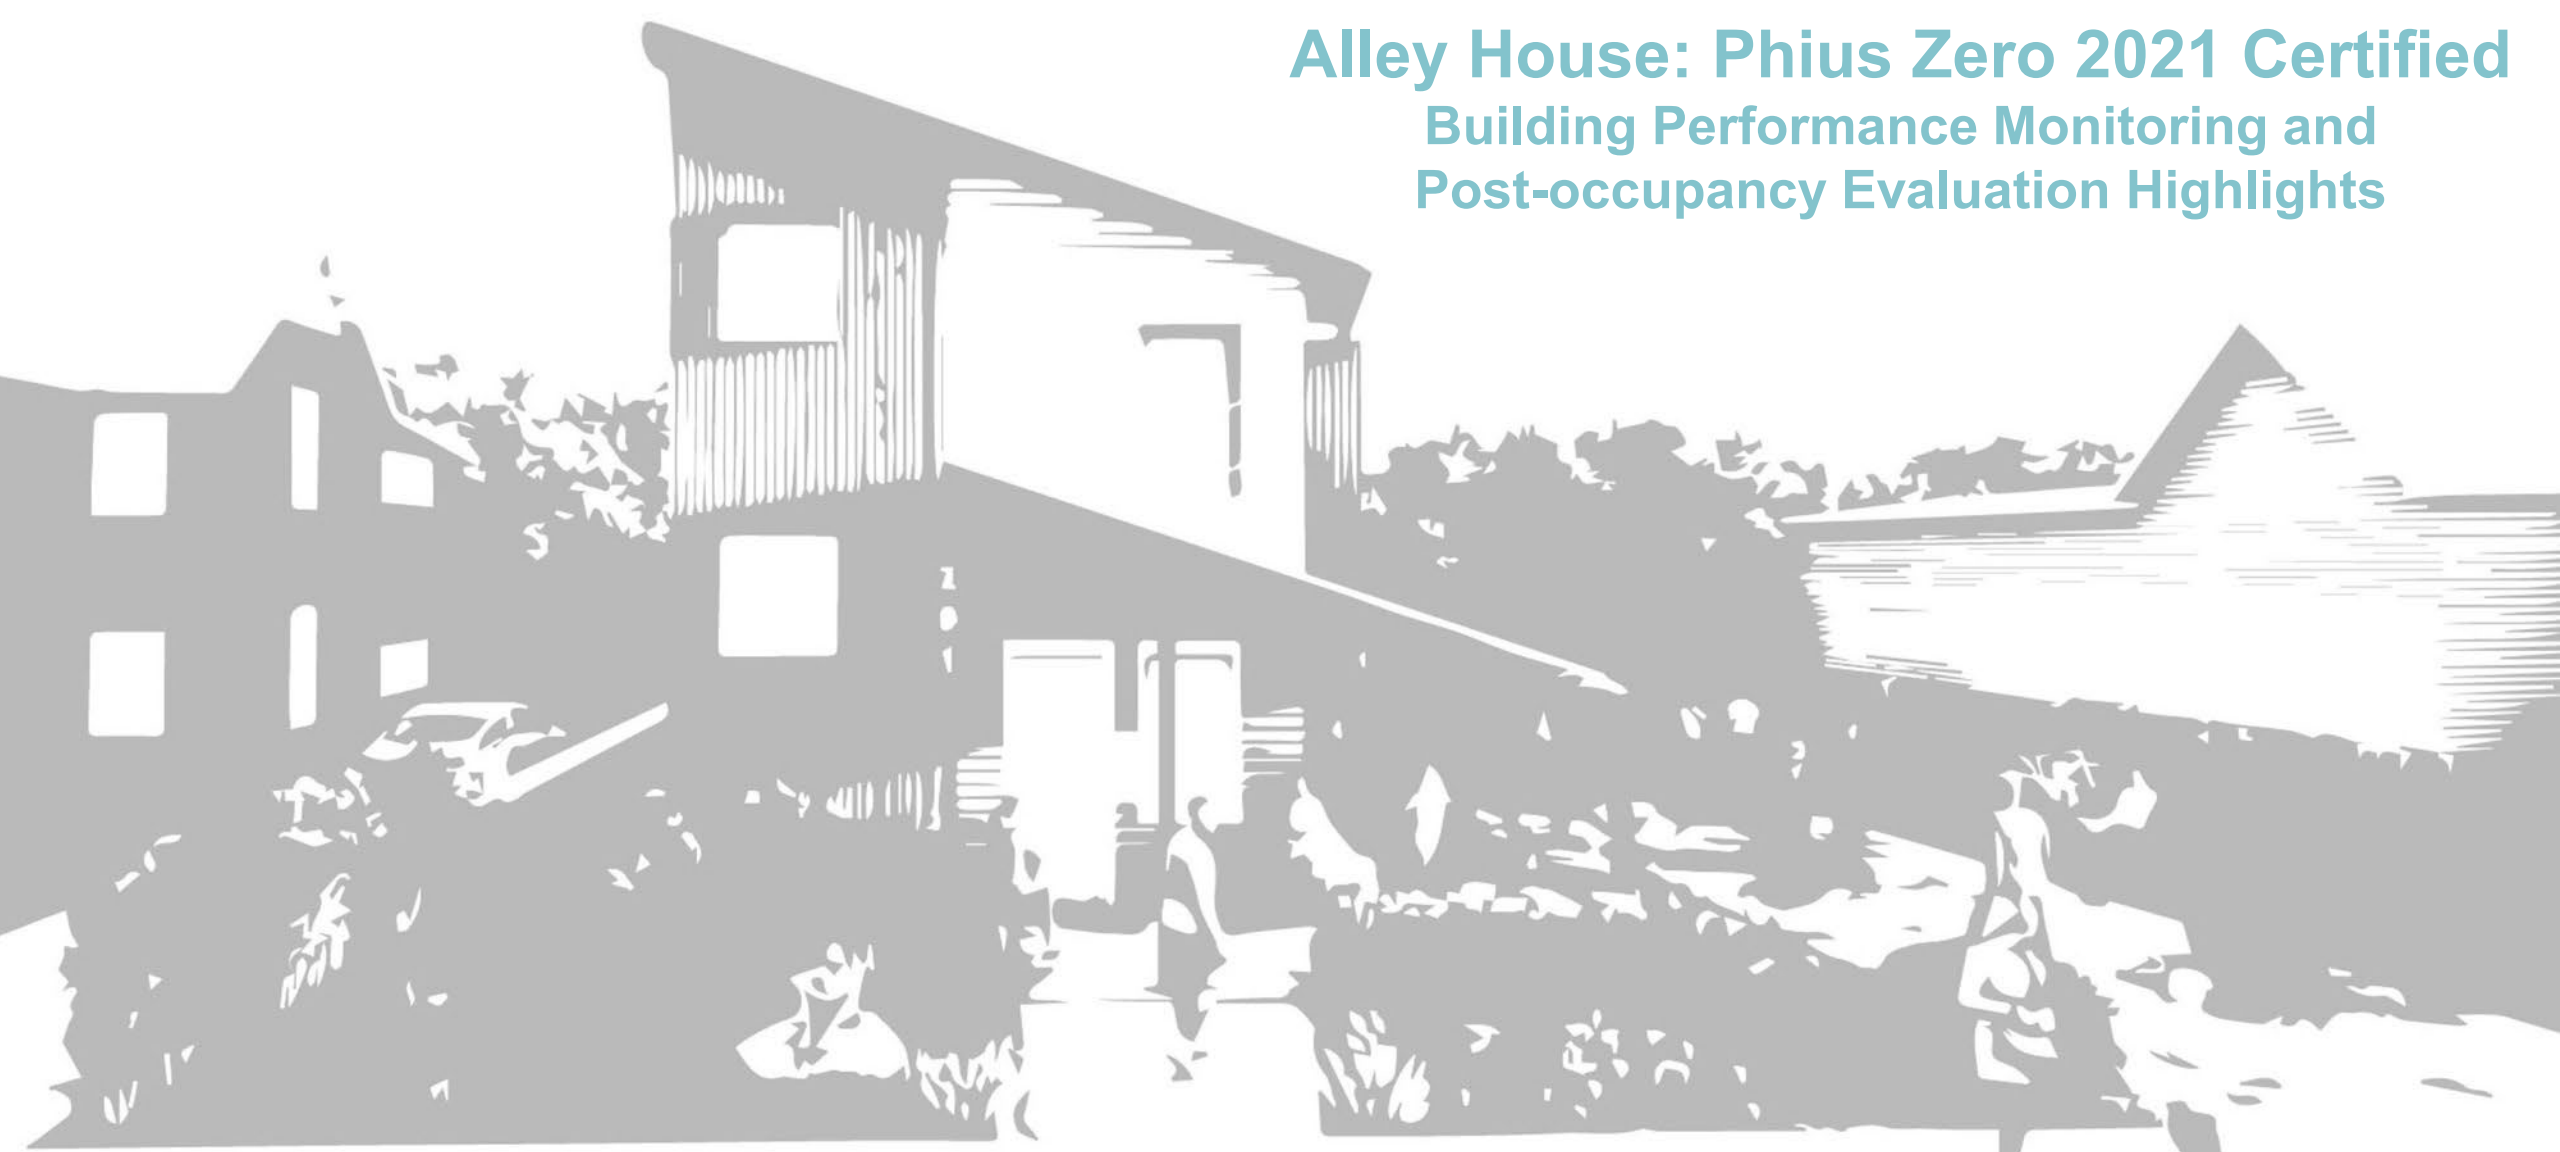 Alley House: Phius Zero 2021 Certified
Building Performance Monitoring and
Post-occupancy Evaluation Highlights